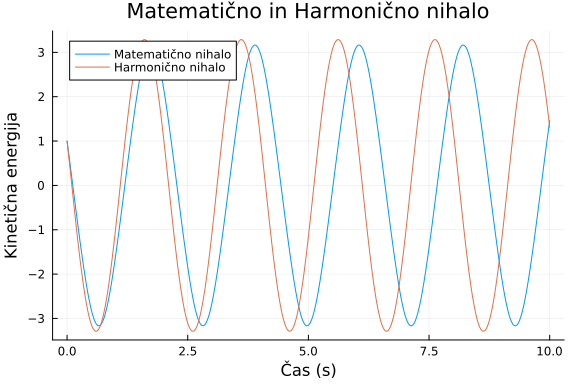 Matematično in Harmonično nihalo
Matematično nihalo
Harmonično nihalo
Kinetična energija
3
2
1
0
−1
−2
−3
0.0
2.5
5.0
7.5
10.0
Čas (s)